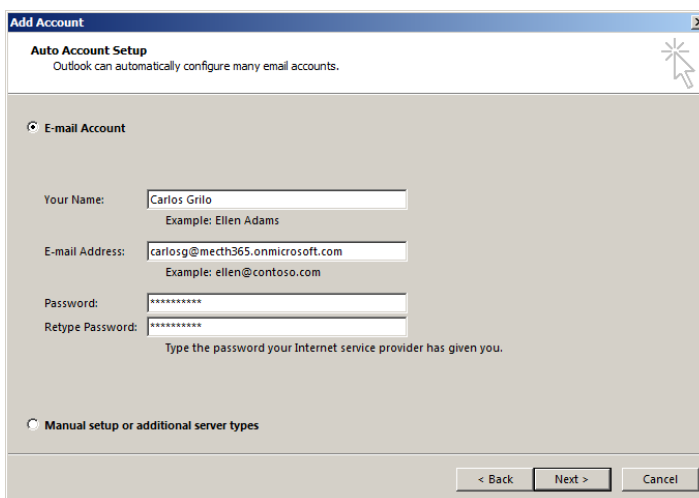 Add Account
Auto Account Setup
Outlook can automatically configure many email accounts.
E-mail Account
Your Name: Carlos Grilo
Example: Ellen Adams
E-mail Address: carlosg@mecth365.onmicrosoft.com
Example: ellen@contoso.com
Password: **********
Retype Password: **********
Type the password your Internet service provider has given you.
Manual setup or additional server types
< Back Next > Cancel